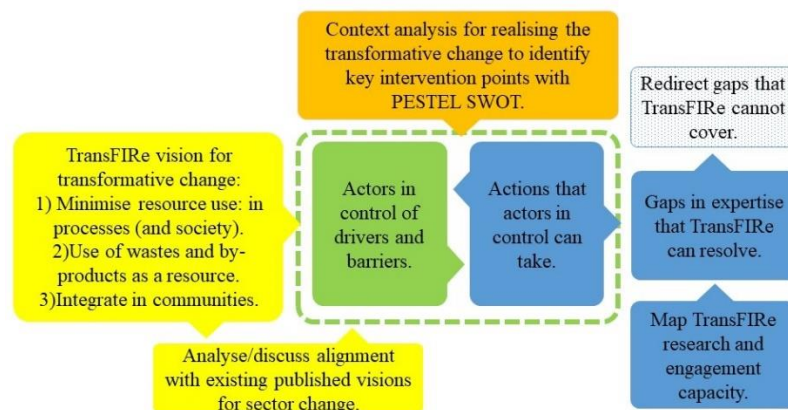 Context analysis for realising the
transformative change to identify
key intervention points with
PESTEL SWOT.
Redirect gaps that
TransFIRe cannot
cover.
TransFIRe vision for
transformative change:
1) Minimise resource use: in
processes (and society).
2)Use of wastes and by-
products as a resource.
3)Integrate in communities.
Actors in
control of
drivers and
barriers.
Actions that
actors in
control can
take.
Gaps in expertise
that TransFIRe
can resolve.
Analyse/discuss alignment
with existing published visions
for sector change.
Map TransFIRe
research and
engagement
capacity.